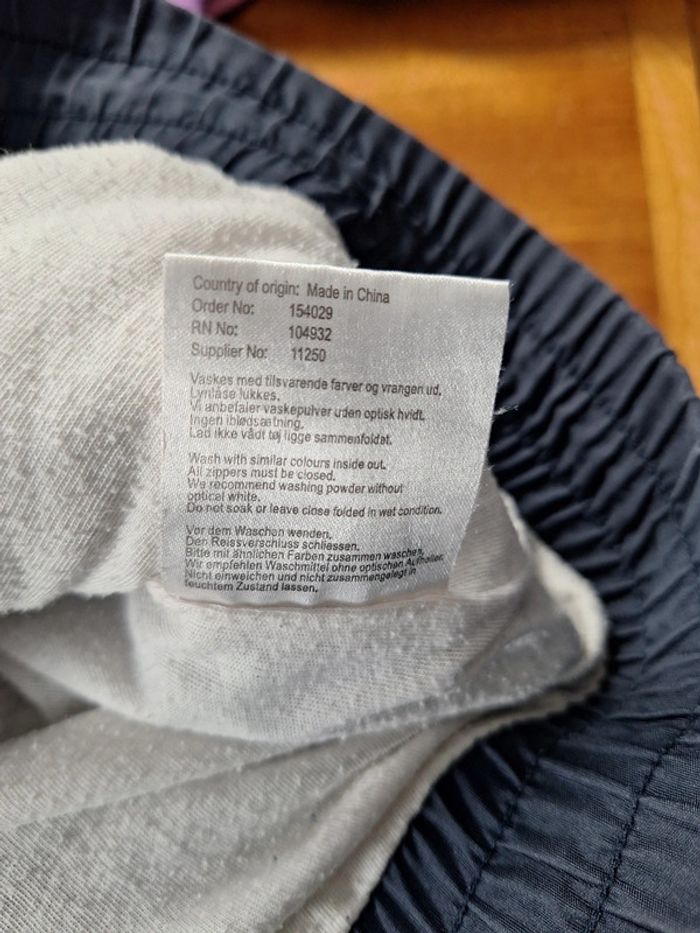 Country of origin: Made in China
Order No: 154029
RN No: 104932
Supplier No: 11250
Vaskes med tilsvarende farver og vrangen ud.
Lynlåse lukkes.
Vi anbefaler vaskepulver uden optisk hvidt.
Ingen iblødsætning.
Lad ikke vådt tøj ligge sammenfoldet.
Wash with similar colours inside out.
All zippers must be closed.
We recommend washing powder without
optical white.
Do not soak or leave close folded in wet condition.
Vor dem Waschen wenden.
Den Reissverschluss schliessen.
Bitte mit ähnlichen Farben zusammen waschen.
Wir empfehlen Waschmittel ohne optischen Aufheller.
Nicht einweichen und nicht zusammengelegt in
feuchtem Zustand lassen.